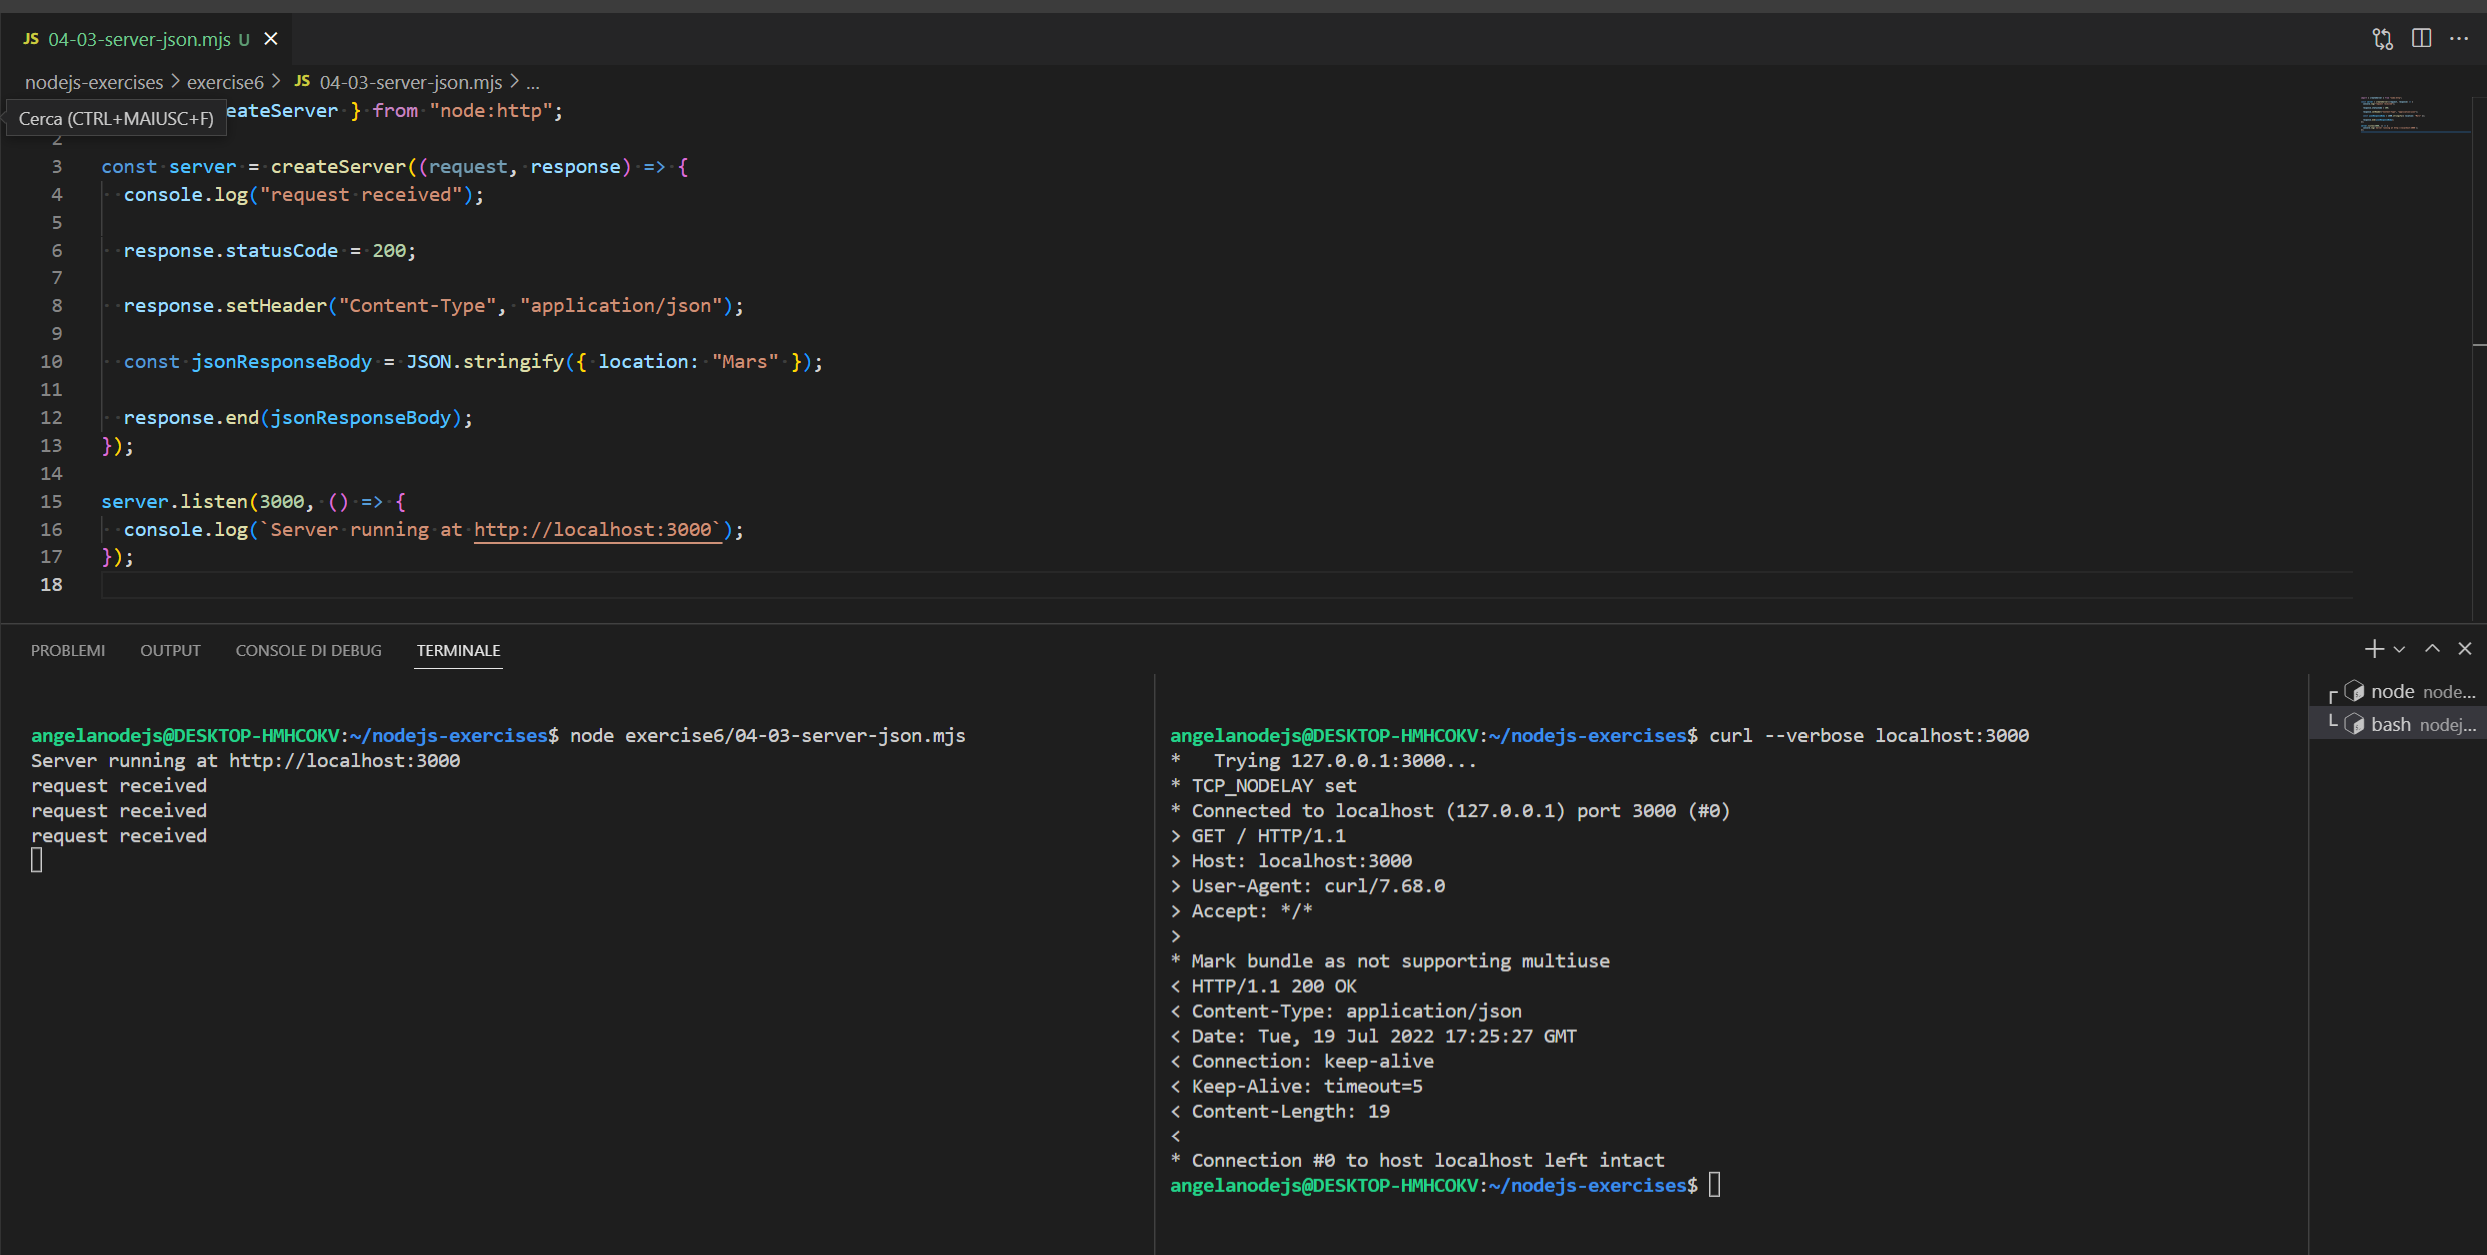 JS 04-03-server-json.mjs U
nodejs-exercises > exercise6 > JS 04-03-server-json.mjs > ...
Cerca (CTRL+MAIUSC+F)
eateServer } from "node:http";
2
3 const server = createServer((request, response) => {
4 console.log("request received");
5
6 response.statusCode = 200;
7
8 response.setHeader("Content-Type", "application/json");
9
10 const jsonResponseBody = JSON.stringify({ location: "Mars" });
11
12 response.end(jsonResponseBody);
13 });
14
15 server.listen(3000, () => {
16 console.log(`Server running at http://localhost:3000`);
17 });
18
PROBLEMI OUTPUT CONSOLE DI DEBUG TERMINALE
angelanodejs@DESKTOP-HMHCOKV:~/nodejs-exercises$ node exercise6/04-03-server-json.mjs
Server running at http://localhost:3000
request received
request received
request received
angelanodejs@DESKTOP-HMHCOKV:~/nodejs-exercises$ curl --verbose localhost:3000
*   Trying 127.0.0.1:3000...
* TCP_NODELAY set
* Connected to localhost (127.0.0.1) port 3000 (#0)
> GET / HTTP/1.1
> Host: localhost:3000
> User-Agent: curl/7.68.0
> Accept: */*
>
* Mark bundle as not supporting multiuse
< HTTP/1.1 200 OK
< Content-Type: application/json
< Date: Tue, 19 Jul 2022 17:25:27 GMT
< Connection: keep-alive
< Keep-Alive: timeout=5
< Content-Length: 19
<
* Connection #0 to host localhost left intact
angelanodejs@DESKTOP-HMHCOKV:~/nodejs-exercises$
node node...
bash nodej...